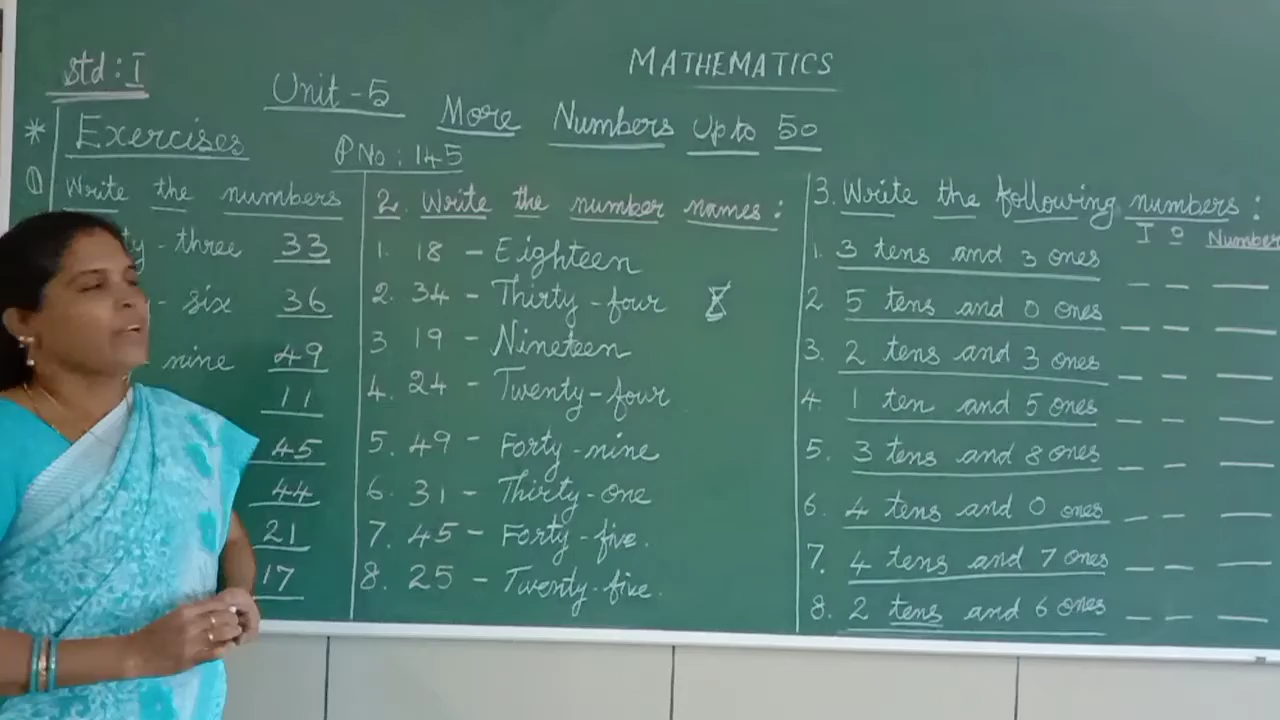 Std : I
MATHEMATICS
Unit - 5 More Numbers Up to 50
* Exercises
P No : 145
1 Write the numbers
three 33
six 36
nine 49
11
45
44
21
17
2. Write the number names :
1. 18 - Eighteen
2. 34 - Thirty-four
3 19 - Nineteen
4. 24 - Twenty-four
5. 49 - Forty-nine
6. 31 - Thirty-one
7. 45 - Forty-five.
8. 25 - Twenty-five.
3. Write the following numbers :
T O Number
1. 3 tens and 3 ones _ _ _
2 5 tens and 0 ones _ _ _
3. 2 tens and 3 ones _ _ _
4. 1 ten and 5 ones _ _ _
5. 3 tens and 8 ones _ _ _
6. 4 tens and 0 ones _ _ _
7. 4 tens and 7 ones _ _ _
8. 2 tens and 6 ones _ _ _